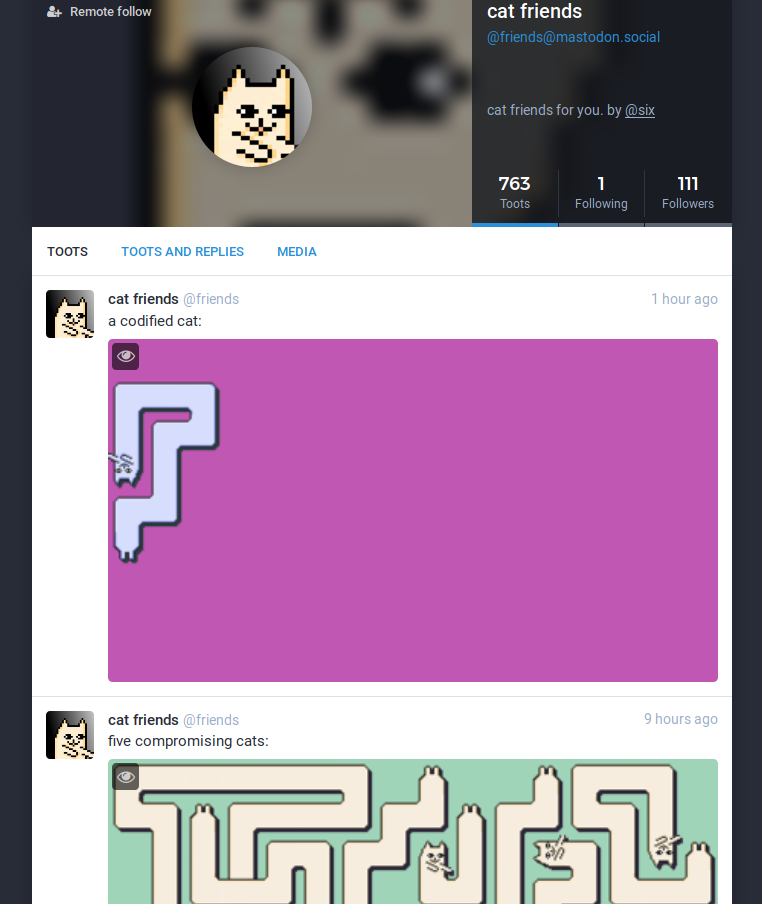 Remote follow
cat friends
@friends@mastodon.social
cat friends for you. by @six
763 1 111
Toots Following Followers
TOOTS TOOTS AND REPLIES MEDIA
cat friends @friends 1 hour ago
a codified cat:
cat friends @friends 9 hours ago
five compromising cats: